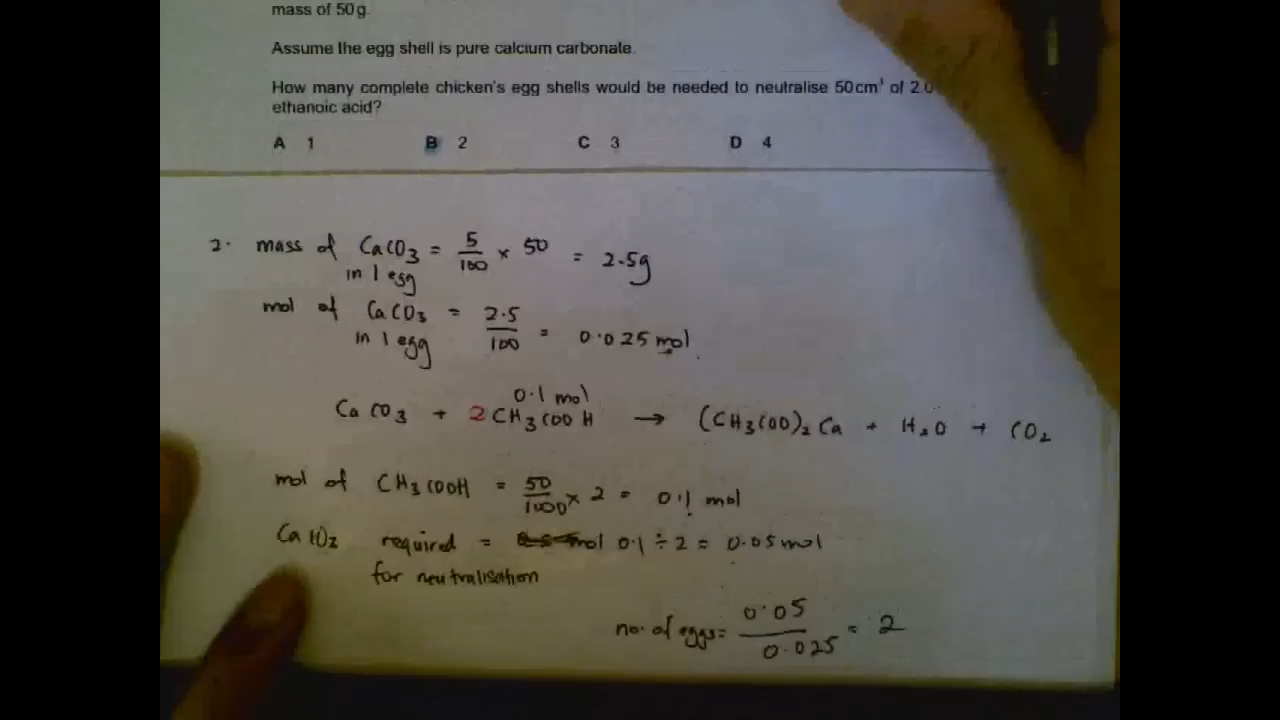 mass of 50g.
Assume the egg shell is pure calcium carbonate.
How many complete chicken's egg shells would be needed to neutralise 50cm³ of 2.0
ethanoic acid?
A 1 B 2 C 3 D 4
2. mass of CaCO3 = 5/100 × 50 = 2.5g
in 1 egg
mol of CaCO3 = 2.5/100 = 0.025 mol.
in 1 egg
0.1 mol
CaCO3 + 2CH3COOH → (CH3COO)2Ca + H2O + CO2
mol of CH3COOH = 50/1000 × 2 = 0.1 mol
CaCO3 required = mol 0.1 ÷ 2 = 0.05 mol
for neutralisation
no. of eggs = 0.05/0.025 = 2